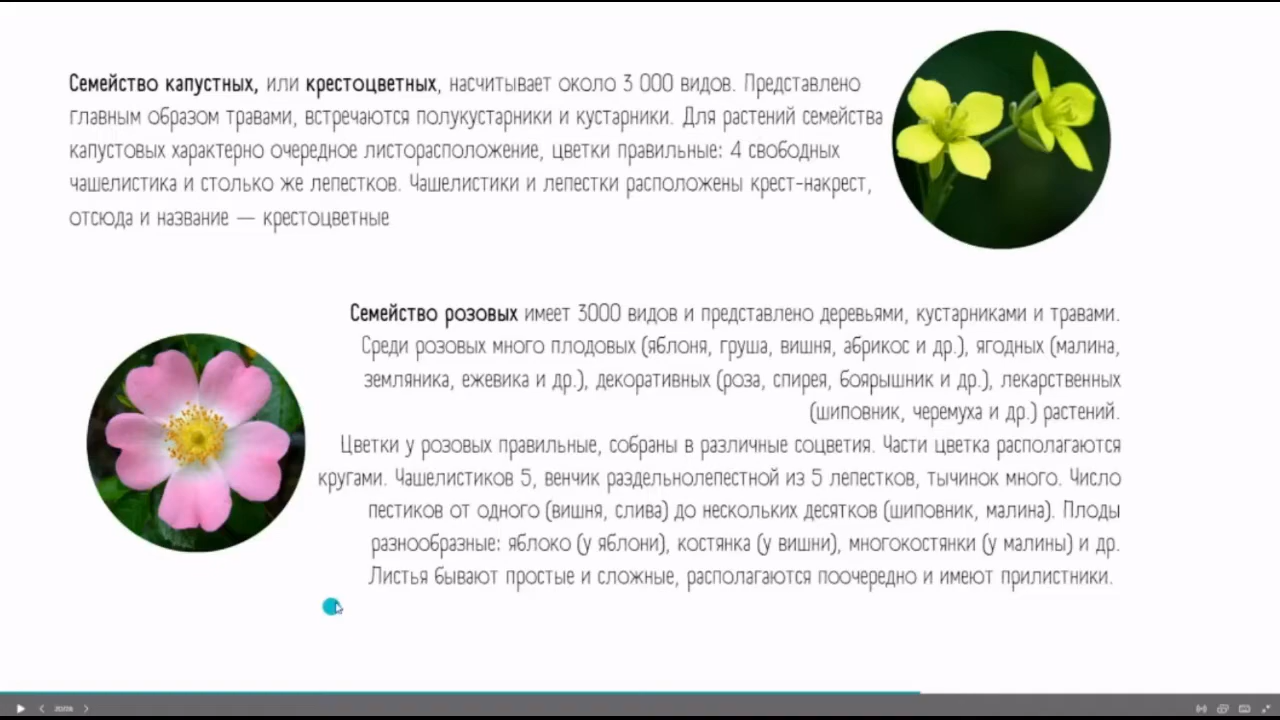 Семейство капустных, или крестоцветных, насчитывает около 3 000 видов. Представлено
главным образом травами, встречаются полукустарники и кустарники. Для растений семейства
капустовых характерно очередное листорасположение, цветки правильные: 4 свободных
чашелистика и столько же лепестков. Чашелистики и лепестки расположены крест-накрест,
отсюда и название — крестоцветные
Семейство розовых имеет 3000 видов и представлено деревьями, кустарниками и травами.
Среди розовых много плодовых (яблоня, груша, вишня, абрикос и др.), ягодных (малина,
земляника, ежевика и др.), декоративных (роза, спирея, боярышник и др.), лекарственных
(шиповник, черемуха и др.) растений.
Цветки у розовых правильные, собраны в различные соцветия. Части цветка располагаются
кругами. Чашелистиков 5, венчик раздельнолепестной из 5 лепестков, тычинок много. Число
пестиков от одного (вишня, слива) до нескольких десятков (шиповник, малина). Плоды
разнообразные: яблоко (у яблони), костянка (у вишни), многокостянки (у малины) и др.
Листья бывают простые и сложные, располагаются поочередно и имеют прилистники.